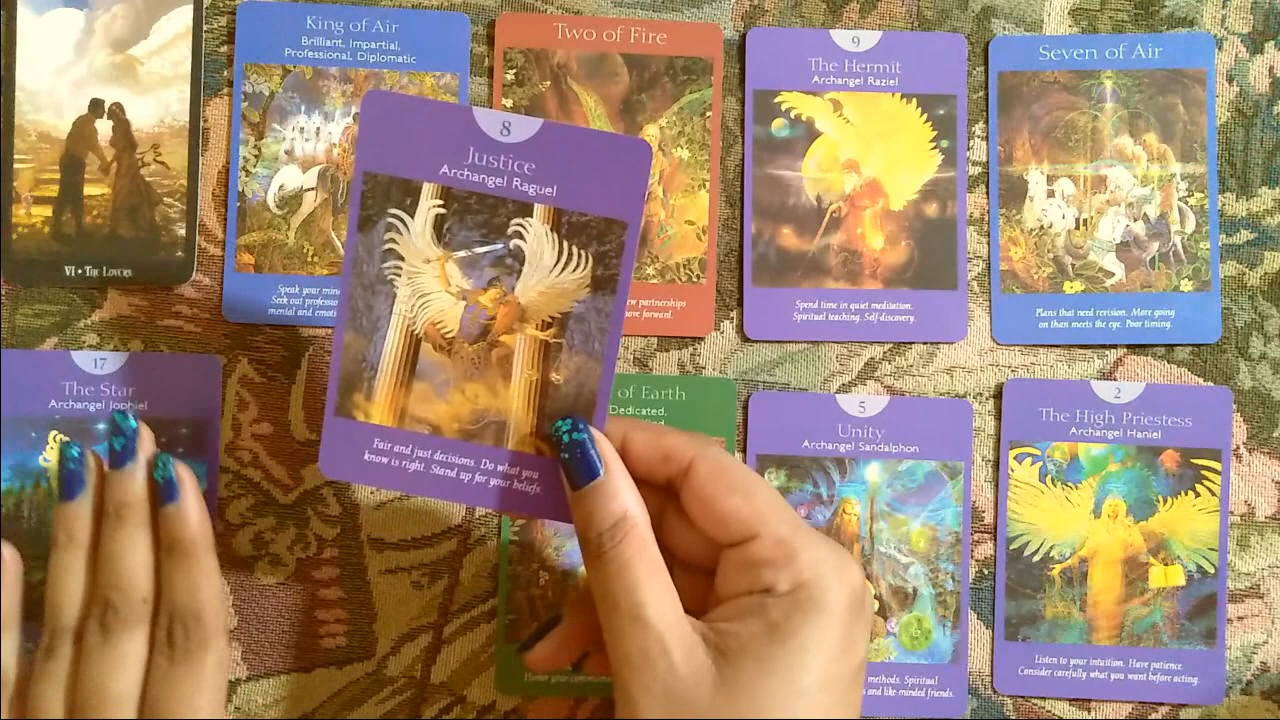 VI • The Lovers
King of Air
Brilliant, Impartial,
Professional, Diplomatic
Speak your
Seek out
mental and
Two of Fire
partnerships
forward.
9
The Hermit
Archangel Raziel
Spend time in quiet meditation.
Spiritual teaching. Self-discovery.
Seven of Air
Plans that need revision. More going
on than meets the eye. Poor timing.
8
Justice
Archangel Raguel
Fair and just decisions. Do what you
know is right. Stand up for your beliefs.
17
The Star
Archangel Jophiel
of Earth
Dedicated,
Honor your
5
Unity
Archangel Sandalphon
methods. Spiritual
and like-minded friends.
2
The High Priestess
Archangel Haniel
Listen to your intuition. Have patience.
Consider carefully what you want before acting.